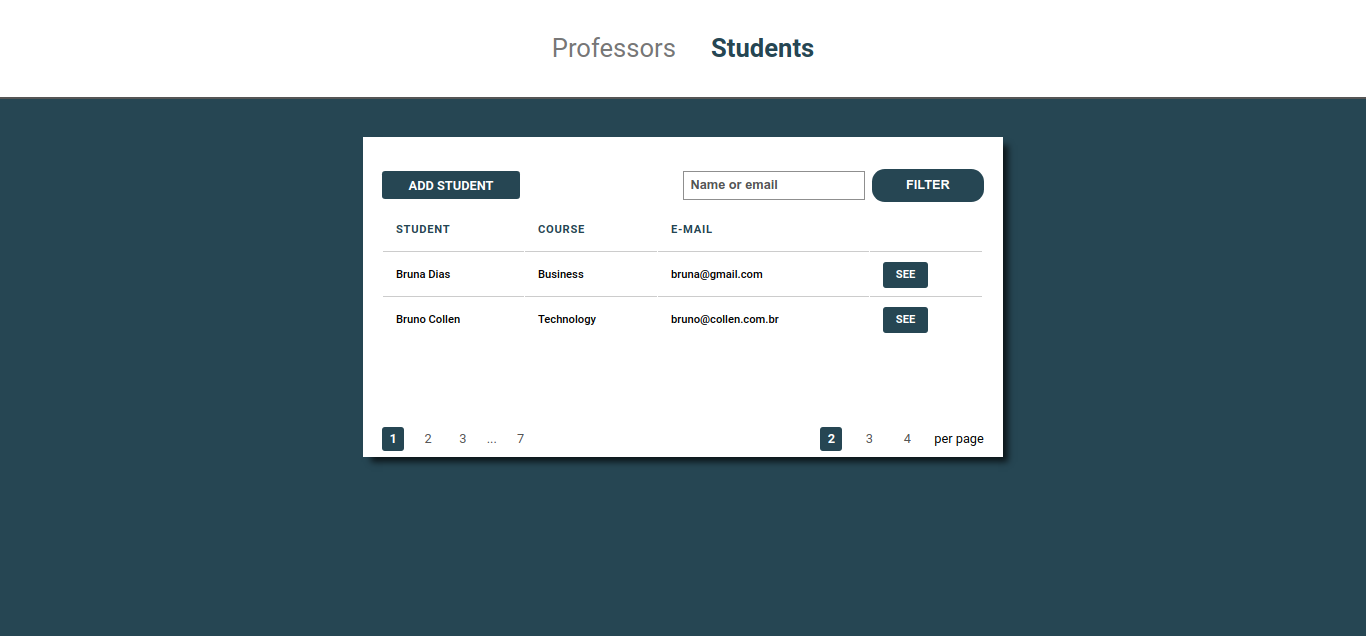 Professors Students
ADD STUDENT Name or email FILTER
STUDENT COURSE E-MAIL
Bruna Dias Business bruna@gmail.com SEE
Bruno Collen Technology bruno@collen.com.br SEE
1 2 3 ... 7 2 3 4 per page